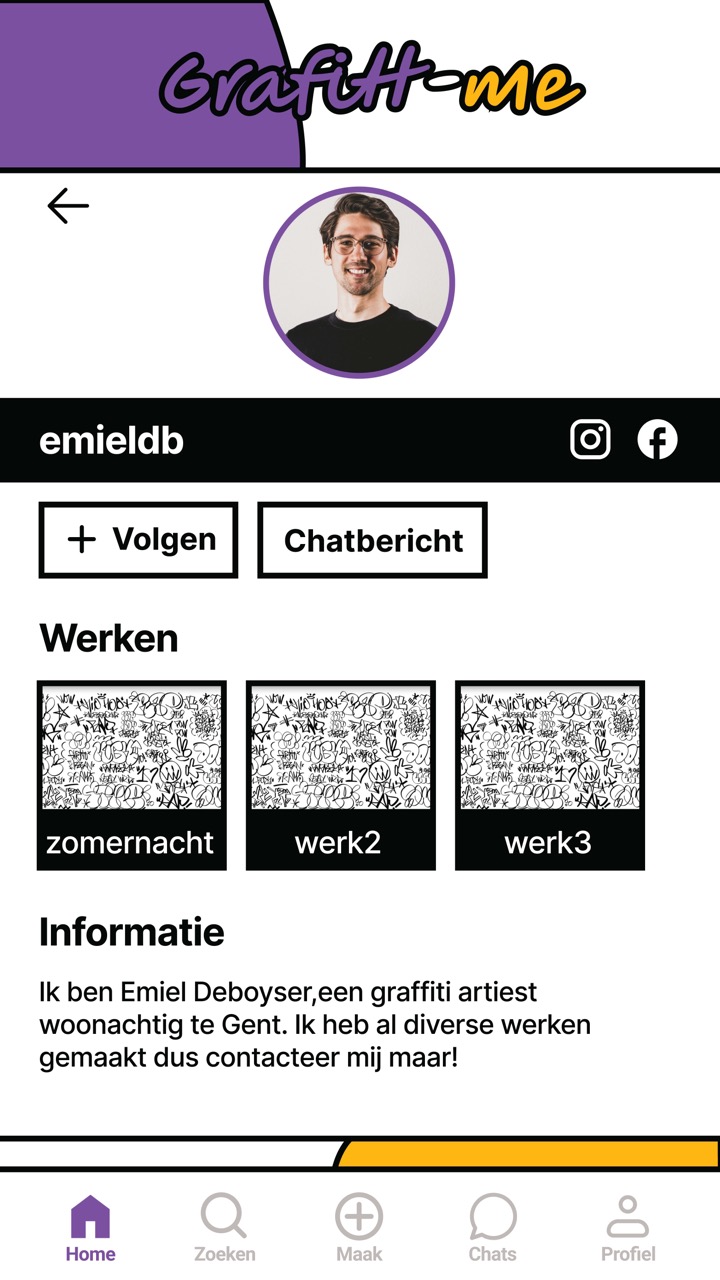 Grafitt-me
emieldb
Volgen
Chatbericht
Werken
zomernacht
werk2
werk3
Informatie
Ik ben Emiel Deboyser,een graffiti artiest
woonachtig te Gent. Ik heb al diverse werken
gemaakt dus contacteer mij maar!
Home
Zoeken
Maak
Chats
Profiel